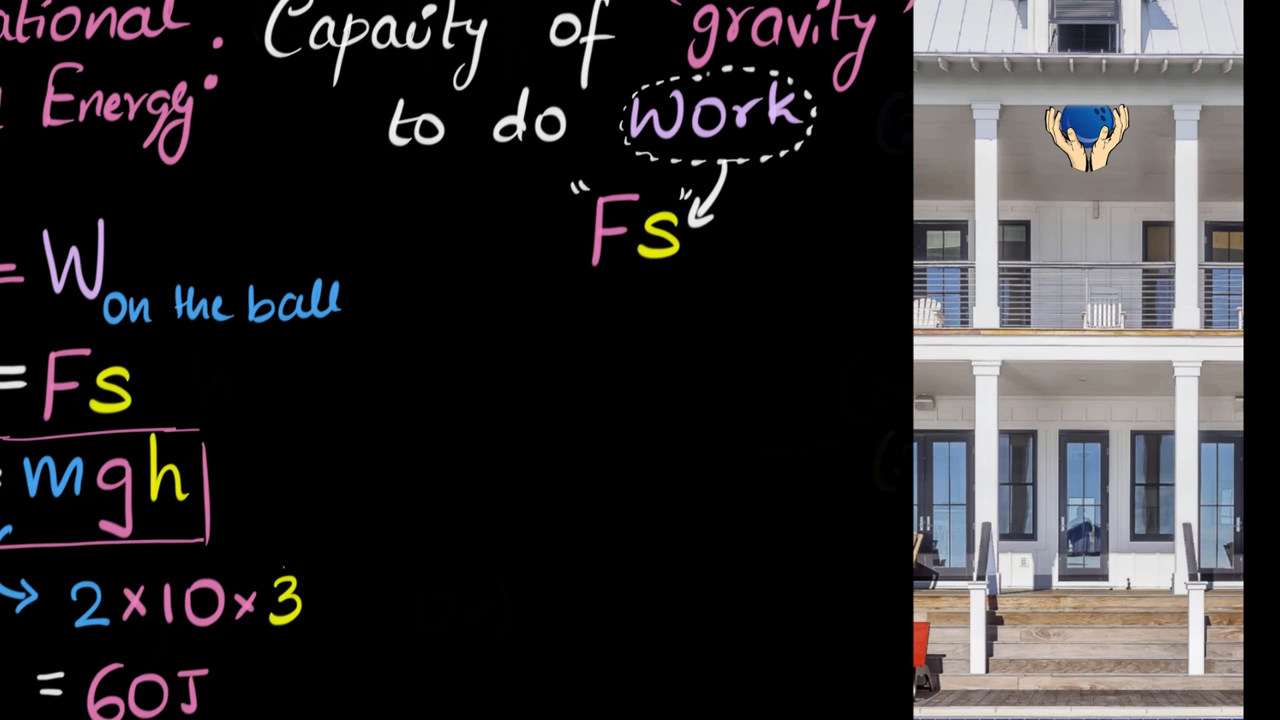 ational : Capacity of "gravity"
Energy to do Work
"Fs"
= W on the ball
= Fs
= mgh
→ 2×10×3
= 60J